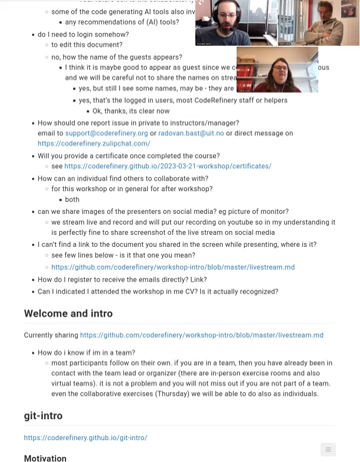 some of code generating AI tools also inv
any recommendations of (AI) tools?
do I need to login somehow?
to edit this document?
no, how the name of the guests appears?
I think it is maybe good to appear as guest since we c
ous
and we will be careful not to share the names on strea
yes, but still I see some names, may be - they are
yes, that's the logged in users, most CodeRefinery staff or helpers
Ok, thanks, its clear now
How should one report issue in private to instructors/manager?
email to support@coderefinery.org or radovan.bast@uit.no or direct message on
https://coderefinery.zulipchat.com/
Will you provide a certificate once completed the course?
see https://coderefinery.github.io/2023-03-21-workshop/certificates/
How can an individual find others to collaborate with?
for this workshop or in general for after workshop?
both
can we share images of the presenters on social media? eg picture of monitor?
we stream live and record and will put our recording on youtube so in my understanding it
is perfectly fine to share screenshot of the live stream on social media
I can't find a link to the document you shared in the screen while presenting, where is it?
see few lines below - is it that one you mean?
https://github.com/coderefinery/workshop-intro/blob/master/livestream.md
How do I register to receive the emails directly? Link?
Can I indicated I attended the workshop in me CV? Is it actually recognized?
Welcome and intro
Currently sharing https://github.com/coderefinery/workshop-intro/blob/master/livestream.md
How do i know if im in a team?
most participants follow on their own. if you are in a team, then you have already been in
contact with the team lead or organizer (there are in-person exercise rooms and also
virtual teams). it is not a problem and you will not miss out if you are not part of a team.
even the collaborative exercises (Thursday) we will be able to do also as individuals.
git-intro
https://coderefinery.github.io/git-intro/
Motivation